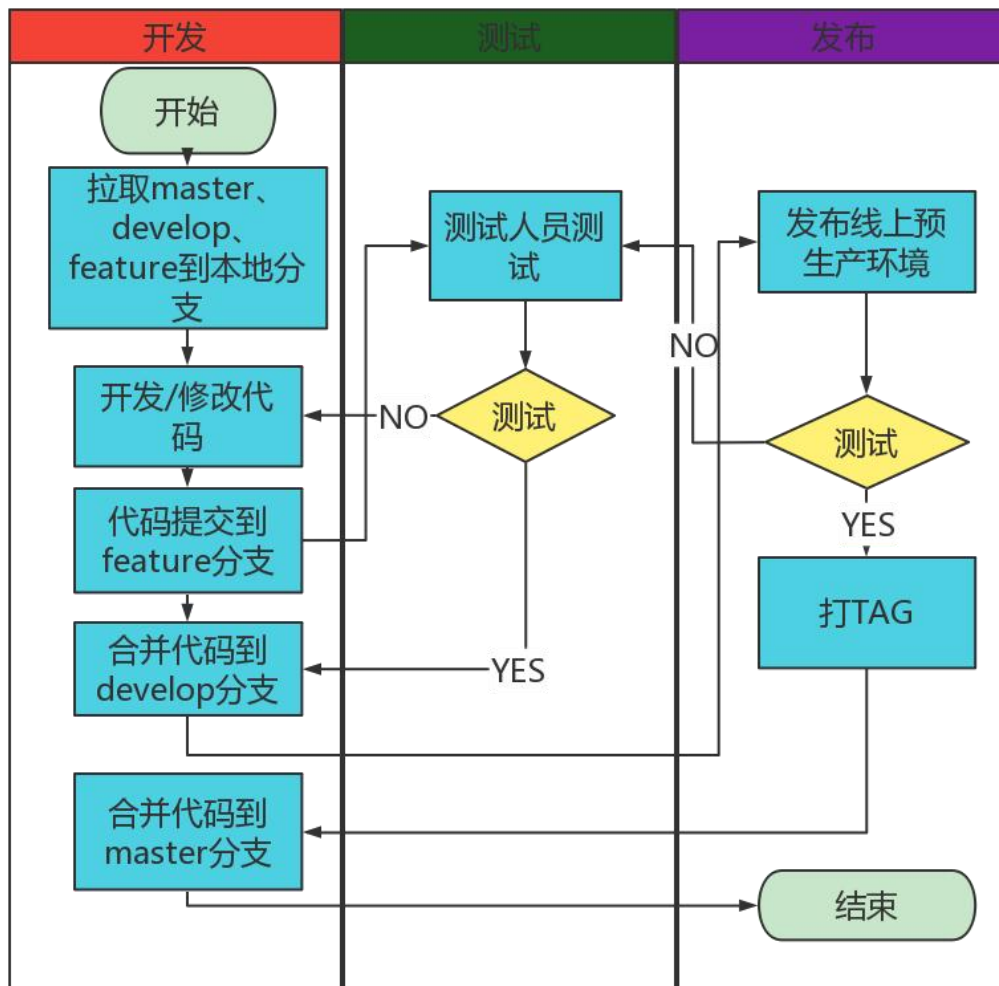 开发
测试
发布
开始
拉取master、
develop、
feature到本地分
支
开发/修改代
码
代码提交到
feature分支
合并代码到
develop分支
合并代码到
master分支
测试人员测
试
测试
NO
YES
发布线上预
生产环境
NO
测试
YES
打TAG
结束